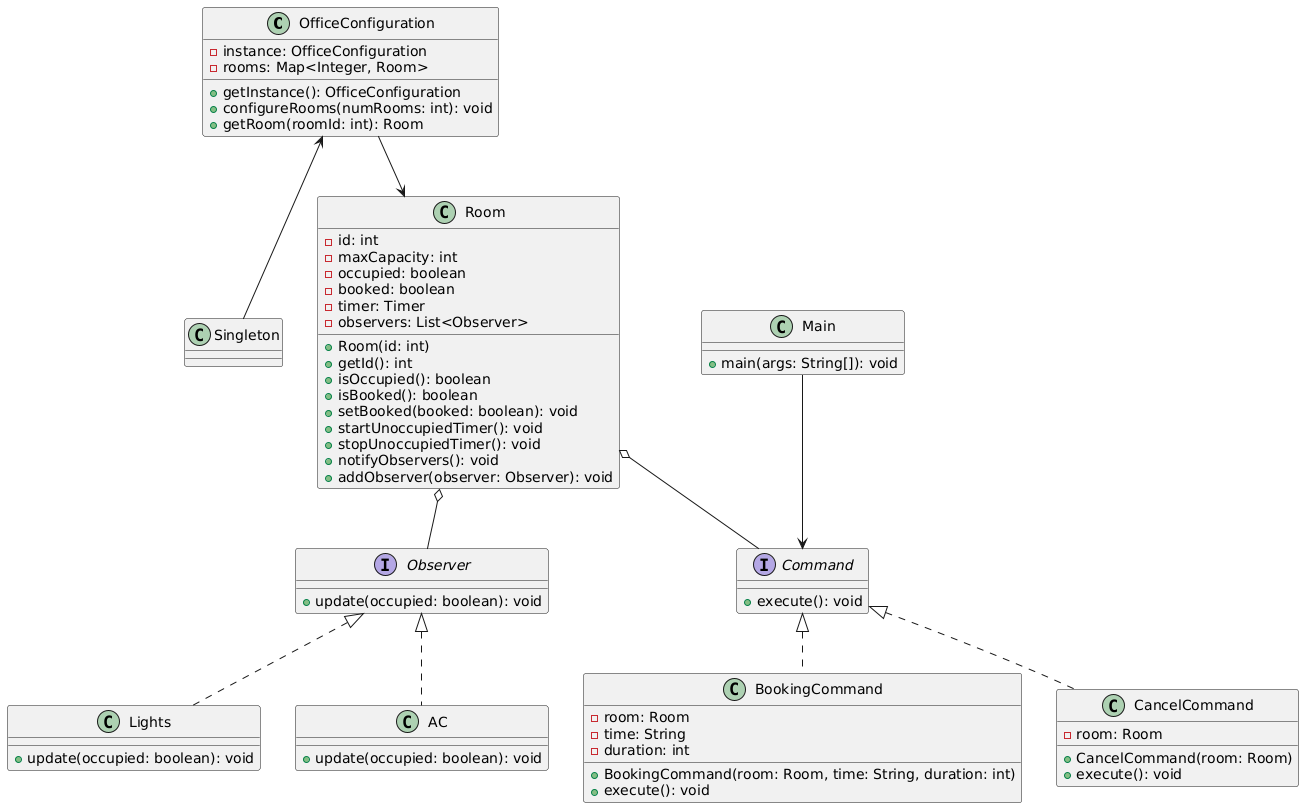 C OfficeConfiguration
instance: OfficeConfiguration
rooms: Map<Integer, Room>
getInstance(): OfficeConfiguration
configureRooms(numRooms: int): void
getRoom(roomId: int): Room
C Room
id: int
maxCapacity: int
occupied: boolean
booked: boolean
timer: Timer
observers: List<Observer>
Room(id: int)
getId(): int
isOccupied(): boolean
isBooked(): boolean
setBooked(booked: boolean): void
startUnoccupiedTimer(): void
stopUnoccupiedTimer(): void
notifyObservers(): void
addObserver(observer: Observer): void
C Singleton
C Main
main(args: String[]): void
I Observer
update(occupied: boolean): void
I Command
execute(): void
C Lights
update(occupied: boolean): void
C AC
update(occupied: boolean): void
C BookingCommand
room: Room
time: String
duration: int
BookingCommand(room: Room, time: String, duration: int)
execute(): void
C CancelCommand
room: Room
CancelCommand(room: Room)
execute(): void